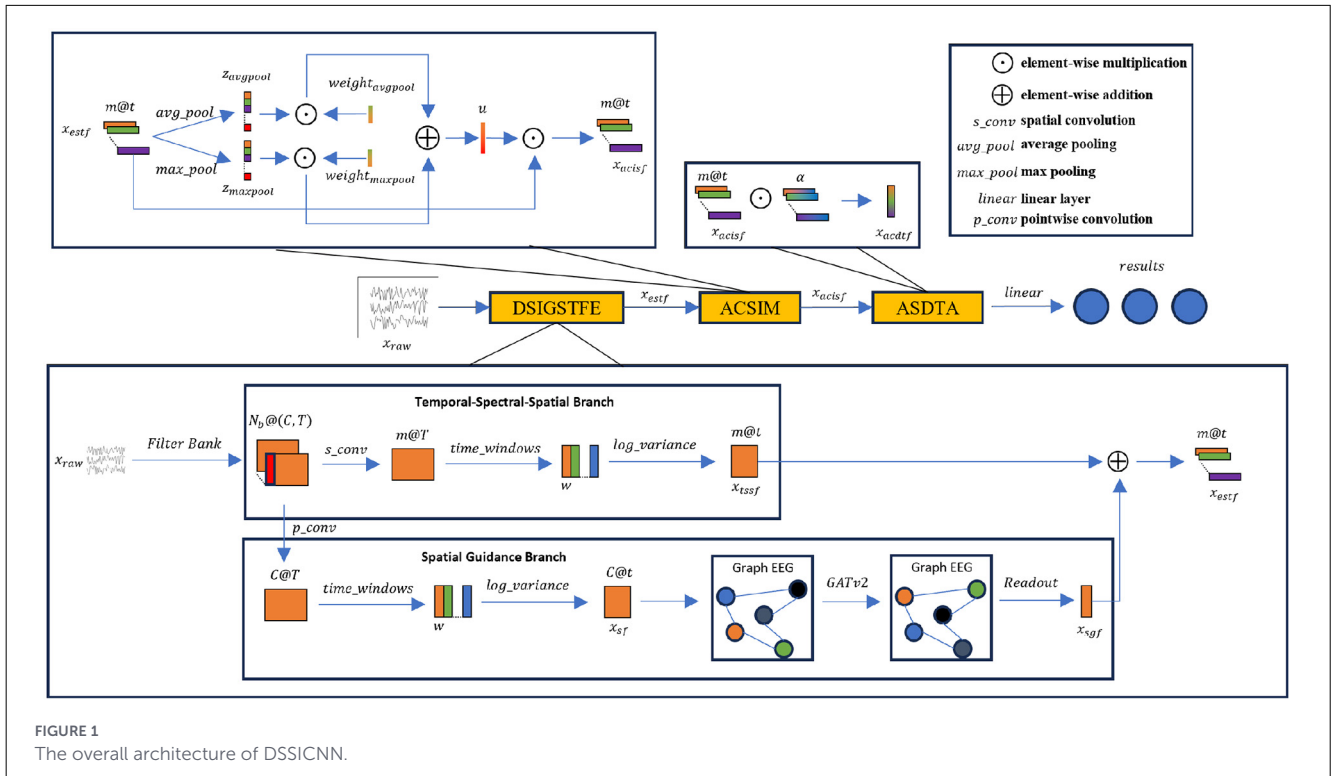 z_avgpool
weight_avgpool
m@t
avg_pool
x_estf
max_pool
z_maxpool
weight_maxpool
u
m@t
x_acisf
⊙ element-wise multiplication
⊕ element-wise addition
s_conv spatial convolution
avg_pool average pooling
max_pool max pooling
linear linear layer
p_conv pointwise convolution
m@t
α
x_acisf
x_acdtf
x_raw
DSIGSTFE
x_estf
ACSIM
x_acisf
ASDTA
linear
results
Temporal-Spectral-Spatial Branch
x_raw
Filter Bank
N_b@(C,T)
s_conv
m@T
time_windows
w
log_variance
m@t
x_tssf
m@t
x_estf
p_conv
Spatial Guidance Branch
C@T
time_windows
w
log_variance
C@t
x_sf
Graph EEG
GATv2
Graph EEG
Readout
x_sgf
FIGURE 1
The overall architecture of DSSICNN.